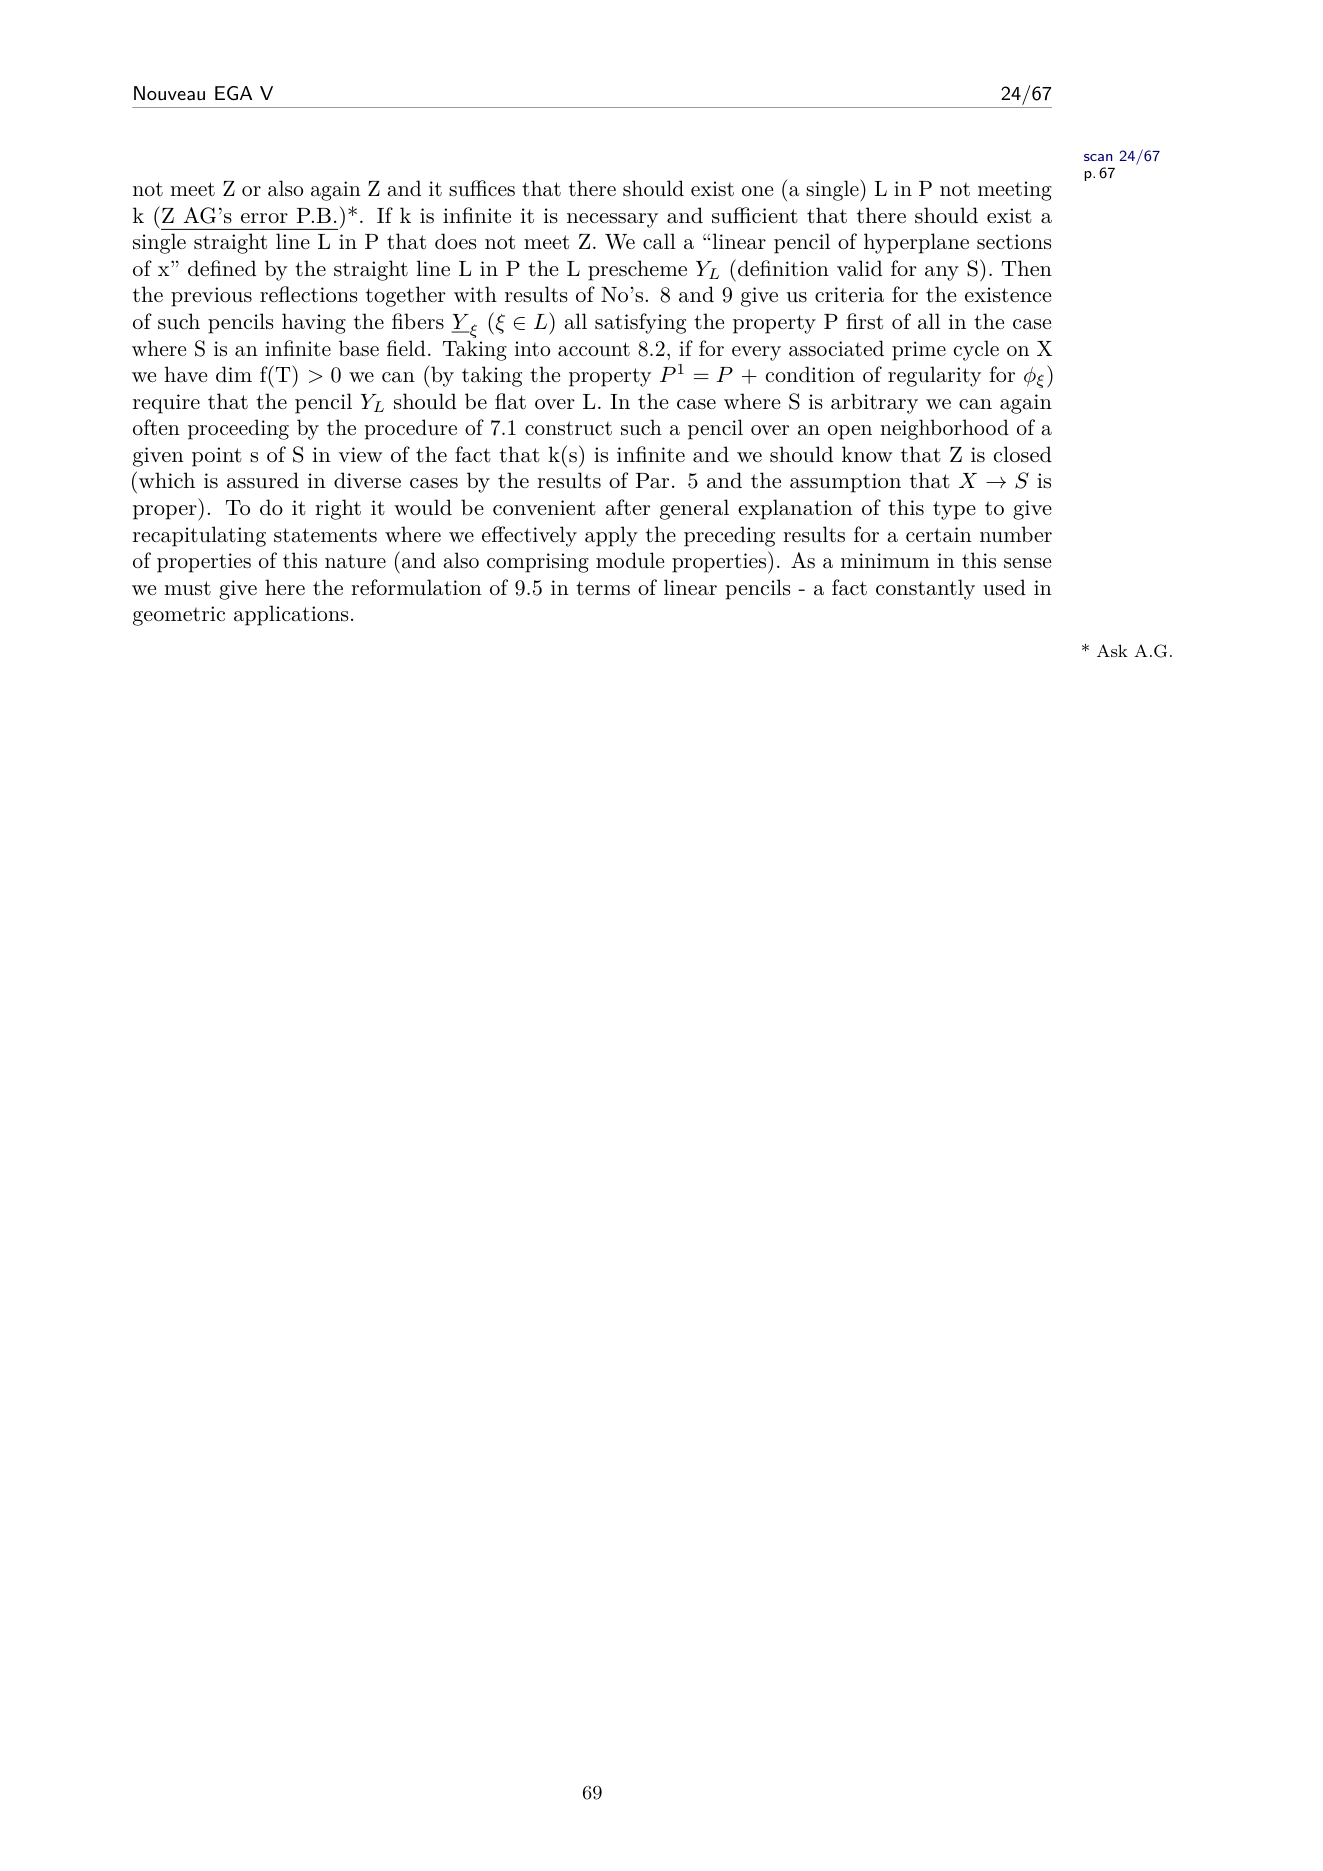 Nouveau EGA V 24/67
scan 24/67
p. 67
not meet Z or also again Z and it suffices that there should exist one (a single) L in P not meeting
k (Z AG's error P.B.)*. If k is infinite it is necessary and sufficient that there should exist a
single straight line L in P that does not meet Z. We call a “linear pencil of hyperplane sections
of x” defined by the straight line L in P the L prescheme $Y_L$ (definition valid for any S). Then
the previous reflections together with results of No's. 8 and 9 give us criteria for the existence
of such pencils having the fibers $\underline{Y}_\xi$ ($\xi \in L$) all satisfying the property P first of all in the case
where S is an infinite base field. Taking into account 8.2, if for every associated prime cycle on X
we have dim f(T) > 0 we can (by taking the property $P^1 = P$ + condition of regularity for $\phi_\xi$)
require that the pencil $Y_L$ should be flat over L. In the case where S is arbitrary we can again
often proceeding by the procedure of 7.1 construct such a pencil over an open neighborhood of a
given point s of S in view of the fact that k(s) is infinite and we should know that Z is closed
(which is assured in diverse cases by the results of Par. 5 and the assumption that $X \to S$ is
proper). To do it right it would be convenient after general explanation of this type to give
recapitulating statements where we effectively apply the preceding results for a certain number
of properties of this nature (and also comprising module properties). As a minimum in this sense
we must give here the reformulation of 9.5 in terms of linear pencils - a fact constantly used in
geometric applications.
* Ask A.G.
69